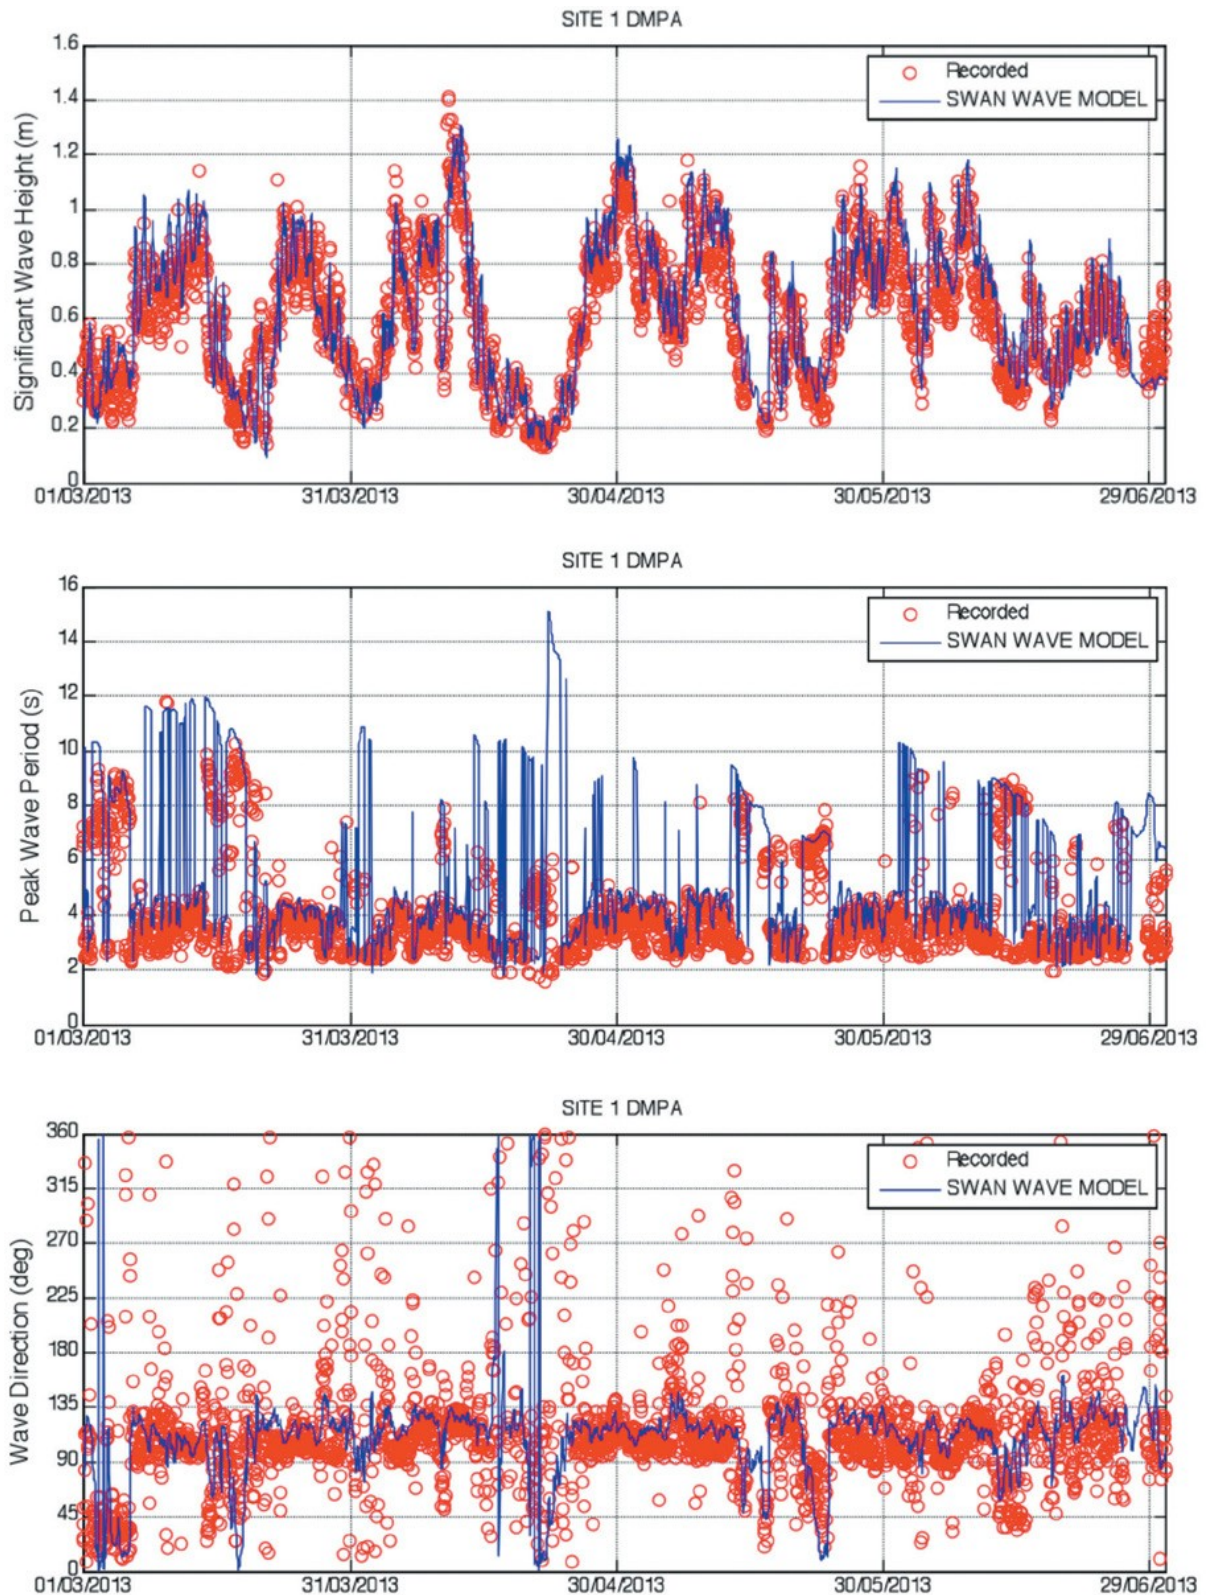 SITE 1 DMPA
1.6
1.4
1.2
1
0.8
0.6
0.4
0.2
0
Significant Wave Height (m)
Recorded
SWAN WAVE MODEL
01/03/2013 31/03/2013 30/04/2013 30/05/2013 29/06/2013
SITE 1 DMPA
16
14
12
10
8
6
4
2
0
Peak Wave Period (s)
Recorded
SWAN WAVE MODEL
01/03/2013 31/03/2013 30/04/2013 30/05/2013 29/06/2013
SITE 1 DMPA
360
315
270
225
180
135
90
45
0
Wave Direction (deg)
Recorded
SWAN WAVE MODEL
01/03/2013 31/03/2013 30/04/2013 30/05/2013 29/06/2013